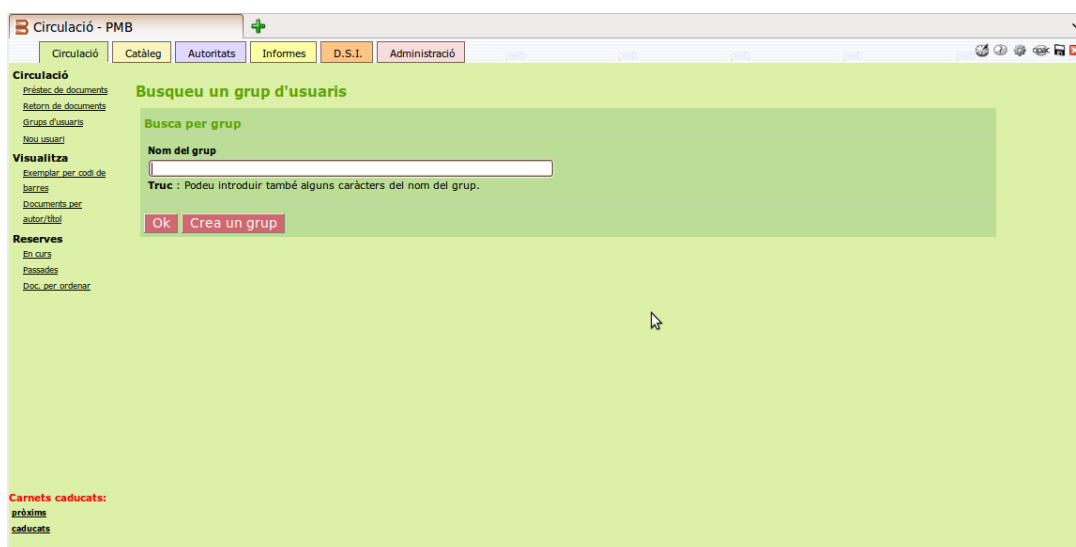 Circulació - PMB
Circulació
Catàleg
Autoritats
Informes
D.S.I.
Administració
Circulació
Préstec de documents
Retorn de documents
Grups d'usuaris
Nou usuari
Visualitza
Exemplar per codi de
barres
Documents per
autor/títol
Reserves
En curs
Passades
Doc. per ordenar
Carnets caducats:
pròxims
caducats
Busqueu un grup d'usuaris
Busca per grup
Nom del grup
Truc : Podeu introduir també alguns caràcters del nom del grup.
Ok
Crea un grup